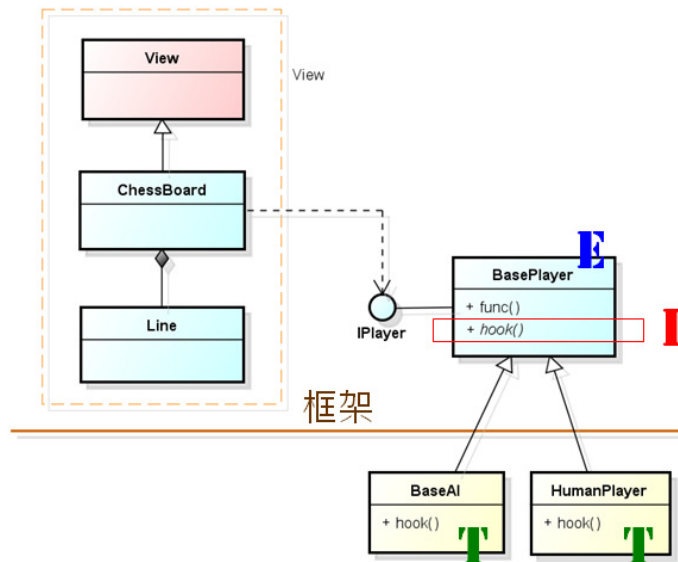 View
View
ChessBoard
E
BasePlayer
+ func()
+ hook()
Line
IPlayer
框架
BaseAI
+ hook()
T
HumanPlayer
+ hook()
T